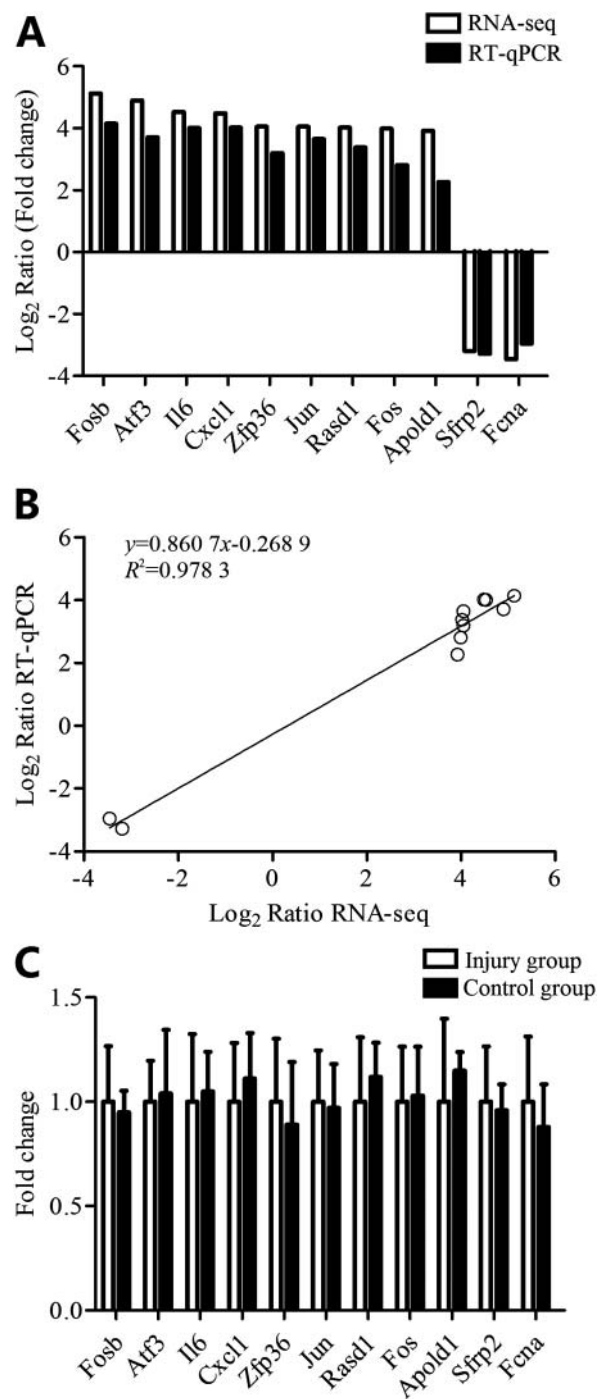 A
RNA-seq
RT-qPCR
Log₂ Ratio (Fold change)
6
4
2
0
-2
-4
Fosb
Atf3
Il6
Cxcl1
Zfp36
Jun
Rasd1
Fos
Apold1
Sfrp2
Fcna
B
y=0.860 7x-0.268 9
R²=0.978 3
Log₂ Ratio RT-qPCR
6
4
2
0
-2
-4
-4
-2
0
2
4
6
Log₂ Ratio RNA-seq
C
Injury group
Control group
Fold change
1.5
1.0
0.5
0.0
Fosb
Atf3
Il6
Cxcl1
Zfp36
Jun
Rasd1
Fos
Apold1
Sfrp2
Fcna